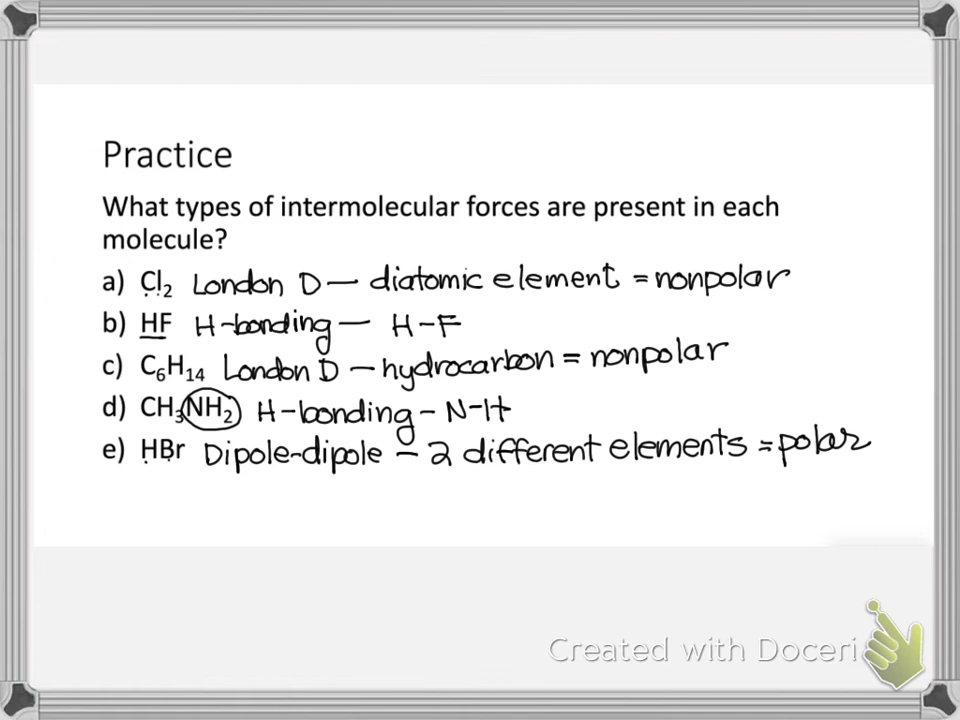 Practice
What types of intermolecular forces are present in each
molecule?
a) Cl₂ London D — diatomic element = nonpolar
b) HF H-bonding — H-F
c) C₆H₁₄ London D — hydrocarbon = nonpolar
d) CH₃NH₂ H-bonding - N-H
e) HBr Dipole-dipole - 2 different elements = polar
Created with Doceri